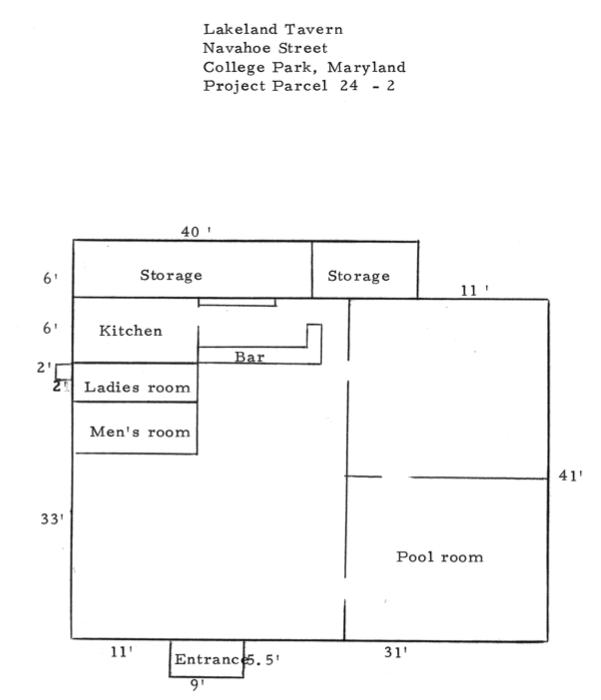 Lakeland Tavern
Navahoe Street
College Park, Maryland
Project Parcel 24 - 2
40 '
6' Storage Storage
11 '
6' Kitchen
Bar
2'
2' Ladies room
Men's room
41'
33'
Pool room
11' 31'
Entrance 5.5'
9'